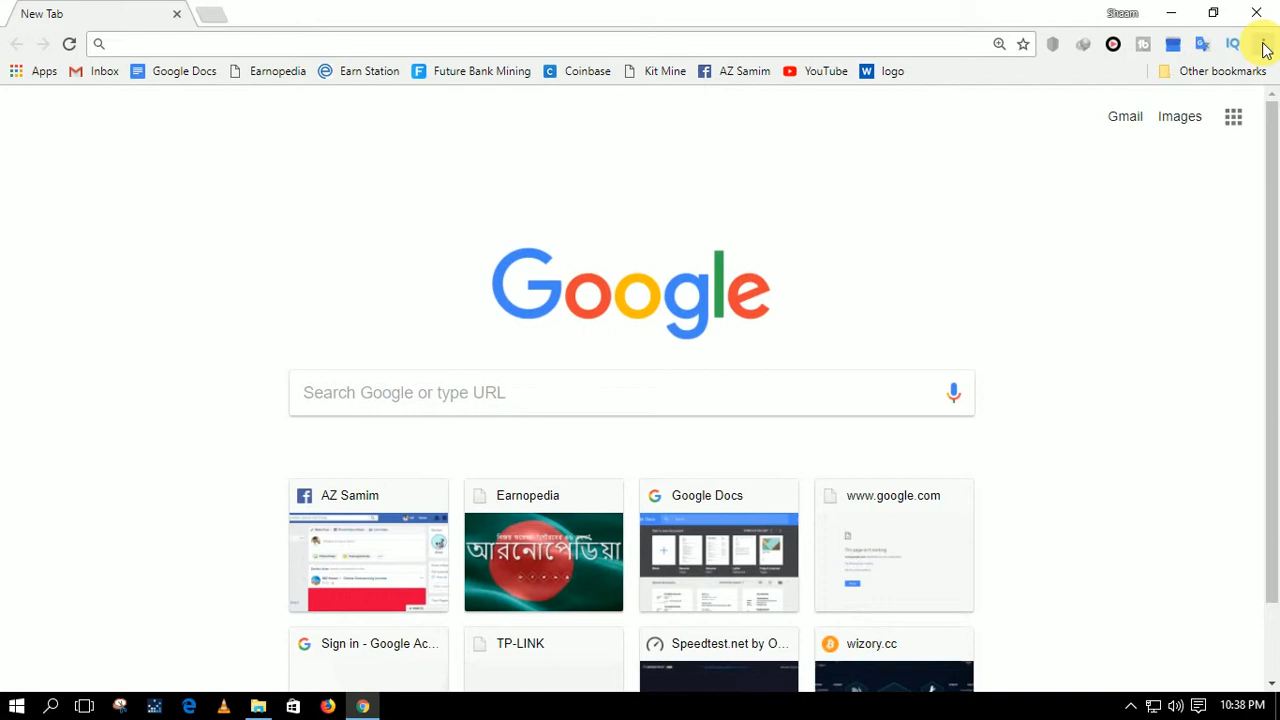 New Tab
Shaam
Apps
Inbox
Google Docs
Earnopedia
Earn Station
Future Bank Mining
Coinbase
Kit Mine
AZ Samim
YouTube
logo
Other bookmarks
Gmail
Images
Google
Search Google or type URL
AZ Samim
Earnopedia
Google Docs
www.google.com
আরনোপেডিয়া
Sign in - Google Ac...
TP-LINK
Speedtest.net by O...
wizory.cc
10:38 PM